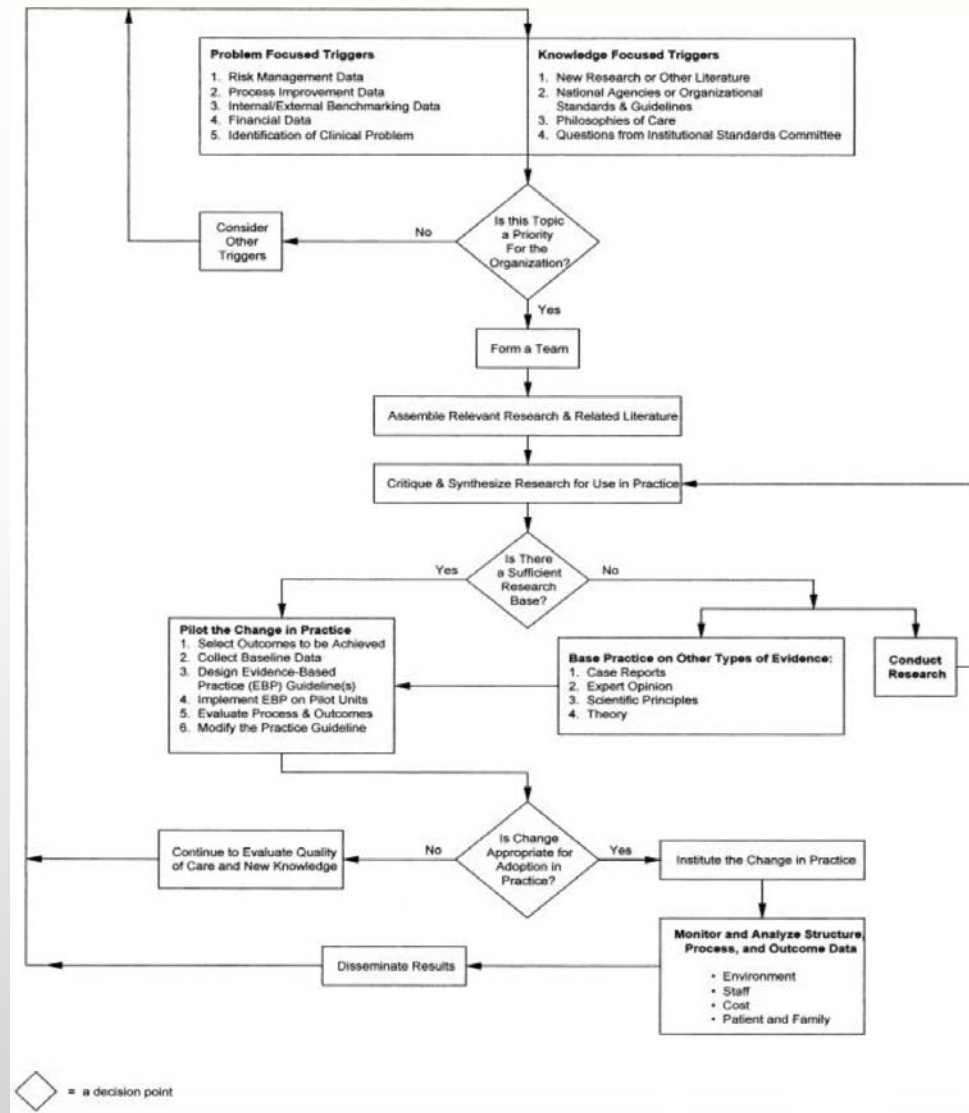 Problem Focused Triggers
1. Risk Management Data
2. Process Improvement Data
3. Internal/External Benchmarking Data
4. Financial Data
5. Identification of Clinical Problem
Knowledge Focused Triggers
1. New Research or Other Literature
2. National Agencies or Organizational
Standards & Guidelines
3. Philosophies of Care
4. Questions from Institutional Standards Committee
Consider
Other
Triggers
No
Is this Topic
a Priority
For the
Organization?
Yes
Form a Team
Assemble Relevant Research & Related Literature
Critique & Synthesize Research for Use in Practice
Yes
Is There
a Sufficient
Research
Base?
No
Pilot the Change in Practice
1. Select Outcomes to be Achieved
2. Collect Baseline Data
3. Design Evidence-Based
Practice (EBP) Guideline(s)
4. Implement EBP on Pilot Units
5. Evaluate Process & Outcomes
6. Modify the Practice Guideline
Base Practice on Other Types of Evidence:
1. Case Reports
2. Expert Opinion
3. Scientific Principles
4. Theory
Conduct
Research
Continue to Evaluate Quality
of Care and New Knowledge
No
Is Change
Appropriate for
Adoption in
Practice?
Yes
Institute the Change in Practice
Monitor and Analyze Structure,
Process, and Outcome Data
• Environment
• Staff
• Cost
• Patient and Family
Disseminate Results
= a decision point